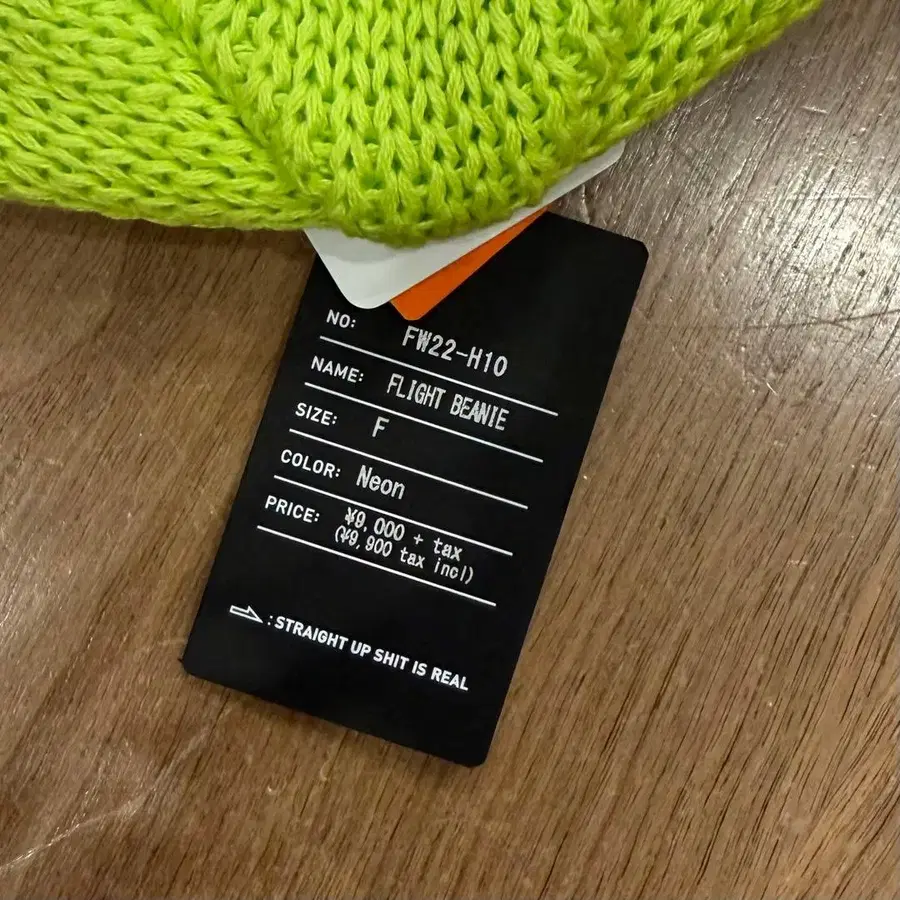 NO: FW22-H10
NAME: FLIGHT BEANIE
SIZE: F
COLOR: Neon
PRICE: ¥9,000 + tax
(¥9,900 tax incl)
⇨ : STRAIGHT UP SHIT IS REAL